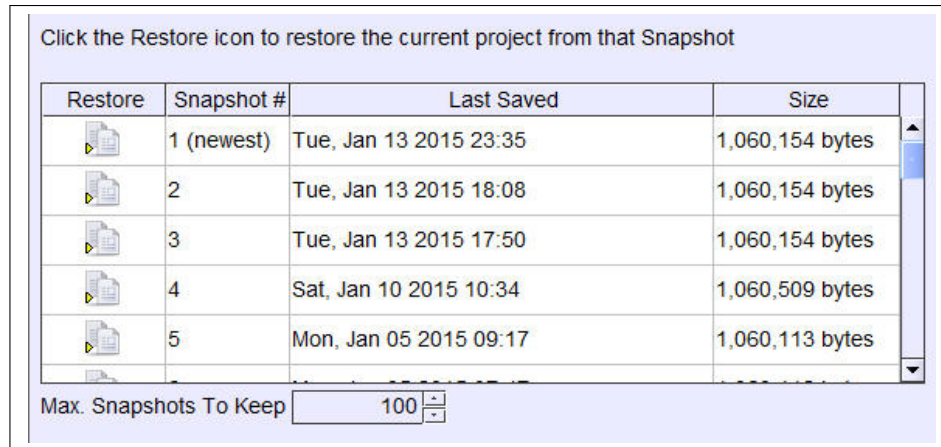 Click the Restore icon to restore the current project from that Snapshot
Restore Snapshot # Last Saved Size
1 (newest) Tue, Jan 13 2015 23:35 1,060,154 bytes
2 Tue, Jan 13 2015 18:08 1,060,154 bytes
3 Tue, Jan 13 2015 17:50 1,060,154 bytes
4 Sat, Jan 10 2015 10:34 1,060,509 bytes
5 Mon, Jan 05 2015 09:17 1,060,113 bytes
Max. Snapshots To Keep 100